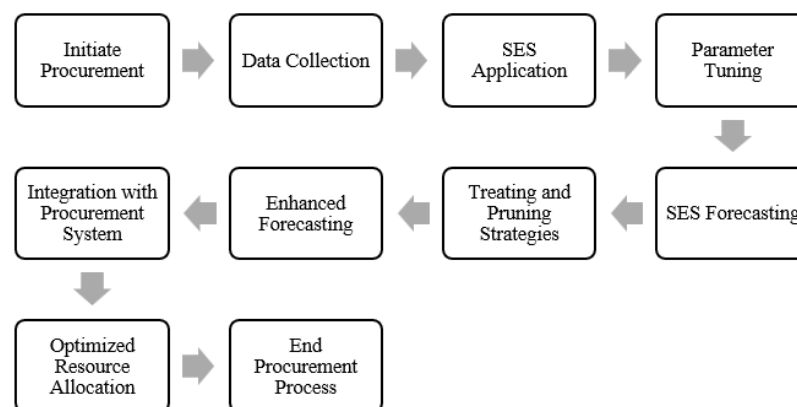 Initiate
Procurement
Data Collection
SES
Application
Parameter
Tuning
SES Forecasting
Treating and
Pruning
Strategies
Enhanced
Forecasting
Integration with
Procurement
System
Optimized
Resource
Allocation
End
Procurement
Process